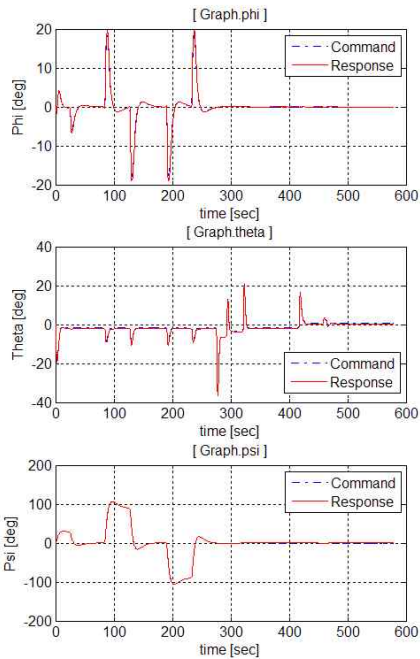 [ Graph.phi ]
20
10
0
-10
-20
Phi [deg]
Command
Response
0 100 200 300 400 500 600
time [sec]
[ Graph.theta ]
40
20
0
-20
-40
Theta [deg]
Command
Response
0 100 200 300 400 500 600
time [sec]
[ Graph.psi ]
200
100
0
-100
-200
Psi [deg]
Command
Response
0 100 200 300 400 500 600
time [sec]